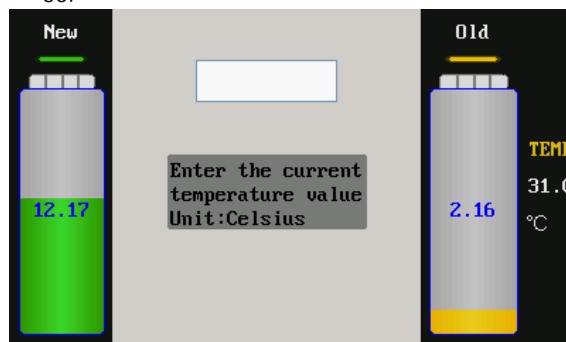 New
Old
Enter the current
temperature value
Unit:Celsius
12.17
2.16
°C